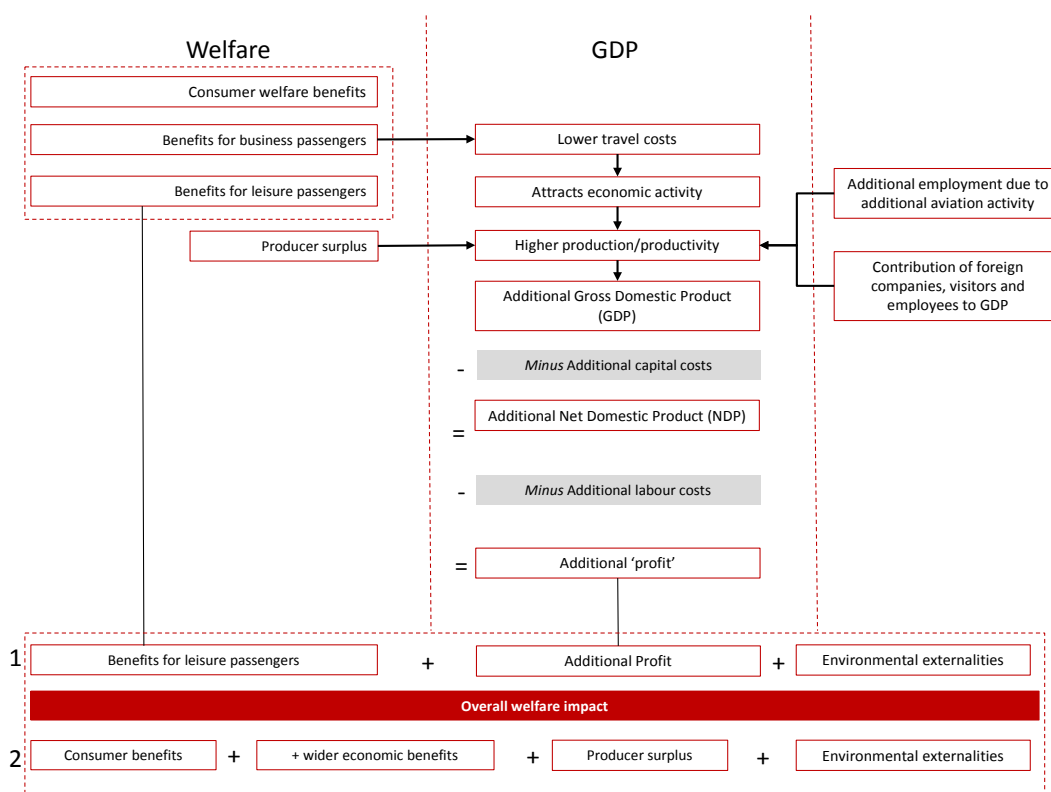 Welfare
GDP
Consumer welfare benefits
Benefits for business passengers
Lower travel costs
Benefits for leisure passengers
Attracts economic activity
Additional employment due to
additional aviation activity
Producer surplus
Higher production/productivity
Contribution of foreign
companies, visitors and
employees to GDP
Additional Gross Domestic Product
(GDP)
- Minus Additional capital costs
= Additional Net Domestic Product (NDP)
- Minus Additional labour costs
= Additional ‘profit’
1 Benefits for leisure passengers + Additional Profit + Environmental externalities
Overall welfare impact
2 Consumer benefits + + wider economic benefits + Producer surplus + Environmental externalities